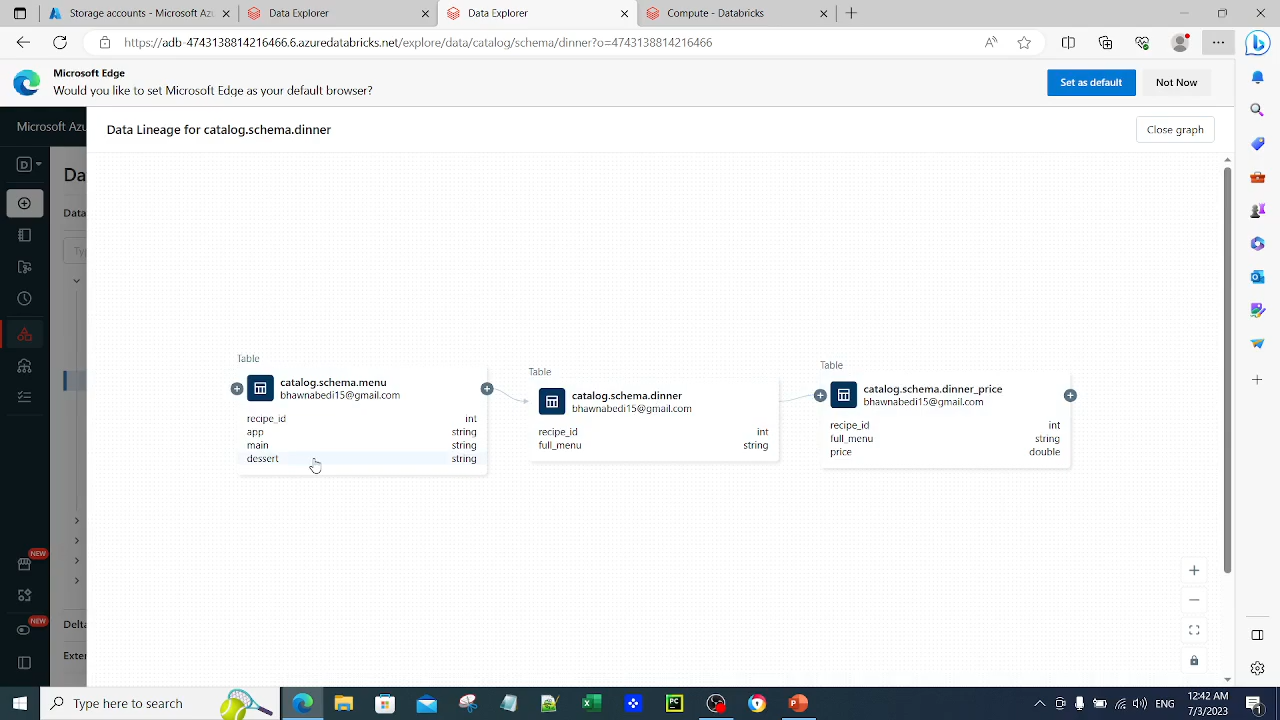 Storage accounts - Microsoft Az
Data Explorer
Data Explorer
Compute - Databricks
https://adb-4743138814216466.6.azuredatabricks.net/explore/data/catalog/schema/dinner?o=4743138814216466
Microsoft Edge
Would you like to set Microsoft Edge as your default browser?
Set as default
Not Now
Microsoft Az
Data Lineage for catalog.schema.dinner
Close graph
D
Da
Data
Ty
Table
catalog.schema.menu
bhawnabedi15@gmail.com
recipe_id int
app string
main string
dessert string
Table
catalog.schema.dinner
bhawnabedi15@gmail.com
recipe_id int
full_menu string
Table
catalog.schema.dinner_price
bhawnabedi15@gmail.com
recipe_id int
full_menu string
price double
NEW
NEW
Delta
Exter
Type here to search
PC
ENG
12:42 AM
7/3/2023